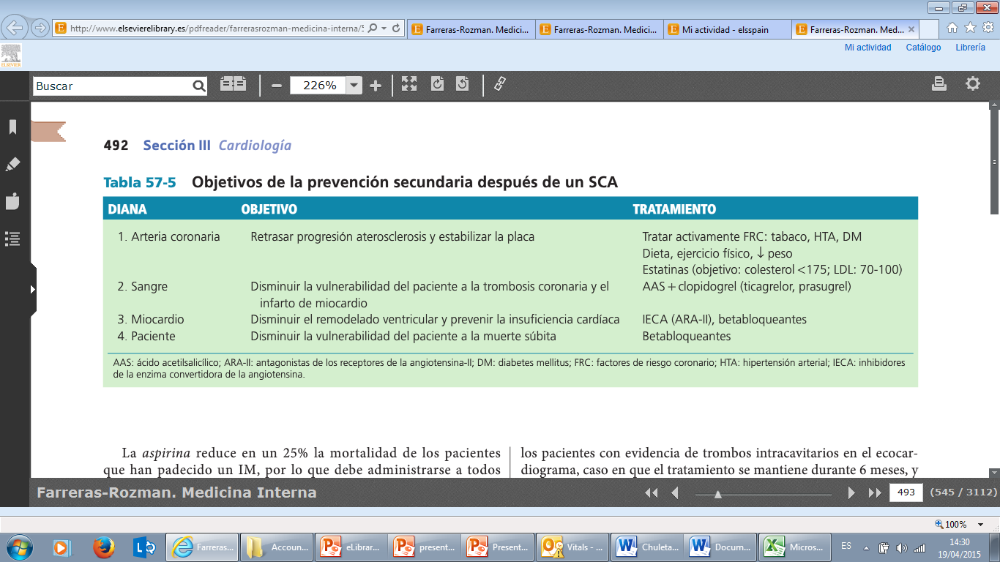 http://www.elsevierelibrary.es/pdfreader/farrerasrozman-medicina-interna/5
Farreras-Rozman. Medici...
Farreras-Rozman. Medici...
Mi actividad - elsspain
Farreras-Rozman. Med...
Mi actividad Catálogo Librería
ELSEVIER
Buscar
226%
492 Sección III Cardiología
Tabla 57-5 Objetivos de la prevención secundaria después de un SCA
DIANA OBJETIVO TRATAMIENTO
1. Arteria coronaria Retrasar progresión aterosclerosis y estabilizar la placa Tratar activamente FRC: tabaco, HTA, DM
Dieta, ejercicio físico, ↓ peso
Estatinas (objetivo: colesterol <175; LDL: 70-100)
2. Sangre Disminuir la vulnerabilidad del paciente a la trombosis coronaria y el AAS + clopidogrel (ticagrelor, prasugrel)
infarto de miocardio
3. Miocardio Disminuir el remodelado ventricular y prevenir la insuficiencia cardíaca IECA (ARA-II), betabloqueantes
4. Paciente Disminuir la vulnerabilidad del paciente a la muerte súbita Betabloqueantes
AAS: ácido acetilsalicílico; ARA-II: antagonistas de los receptores de la angiotensina-II; DM: diabetes mellitus; FRC: factores de riesgo coronario; HTA: hipertensión arterial; IECA: inhibidores
de la enzima convertidora de la angiotensina.
La aspirina reduce en un 25% la mortalidad de los pacientes
que han padecido un IM, por lo que debe administrarse a todos
los pacientes con evidencia de trombos intracavitarios en el ecocar-
diograma, caso en que el tratamiento se mantiene durante 6 meses, y
Farreras-Rozman. Medicina Interna
493 (545 / 3112)
100%
Farreras...
Accoun...
eLibrar...
present...
Present...
Vitals - ...
Chuleta...
Docum...
Micros...
ES
14:30
19/04/2015